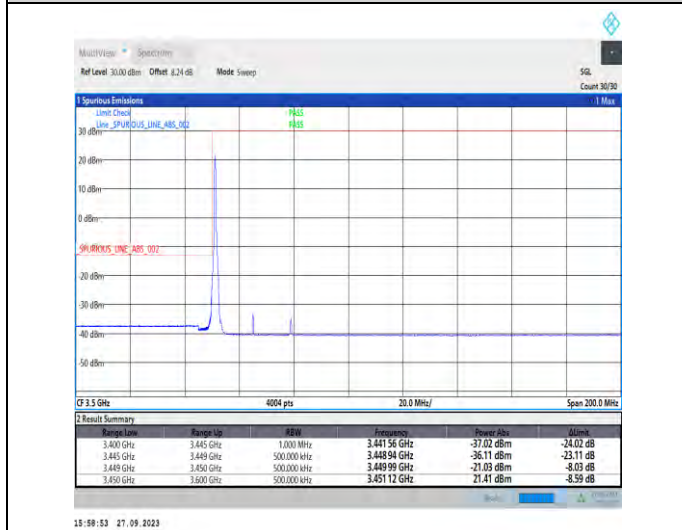 MultiView Spectrum
Ref Level 30.00 dBm Offset 8.24 dB Mode Sweep SGL
Count 30/30
1 Spurious Emissions 1 Max
Limit Check PASS
Line _SPURIOUS_LINE_ABS_002 PASS
30 dBm
20 dBm
10 dBm
0 dBm
_SPURIOUS_LINE_ABS_002
-20 dBm
-30 dBm
-40 dBm
-50 dBm
CF 3.5 GHz 4004 pts 20.0 MHz/ Span 200.0 MHz
2 Result Summary
Range Low Range Up RBW Frequency Power Abs ΔLimit
3.400 GHz 3.445 GHz 1.000 MHz 3.441 56 GHz -37.02 dBm -24.02 dB
3.445 GHz 3.449 GHz 500.000 kHz 3.448 94 GHz -36.11 dBm -23.11 dB
3.449 GHz 3.450 GHz 500.000 kHz 3.449 99 GHz -21.03 dBm -8.03 dB
3.450 GHz 3.600 GHz 500.000 kHz 3.451 12 GHz 21.41 dBm -8.59 dB
15:58:53 27.09.2023